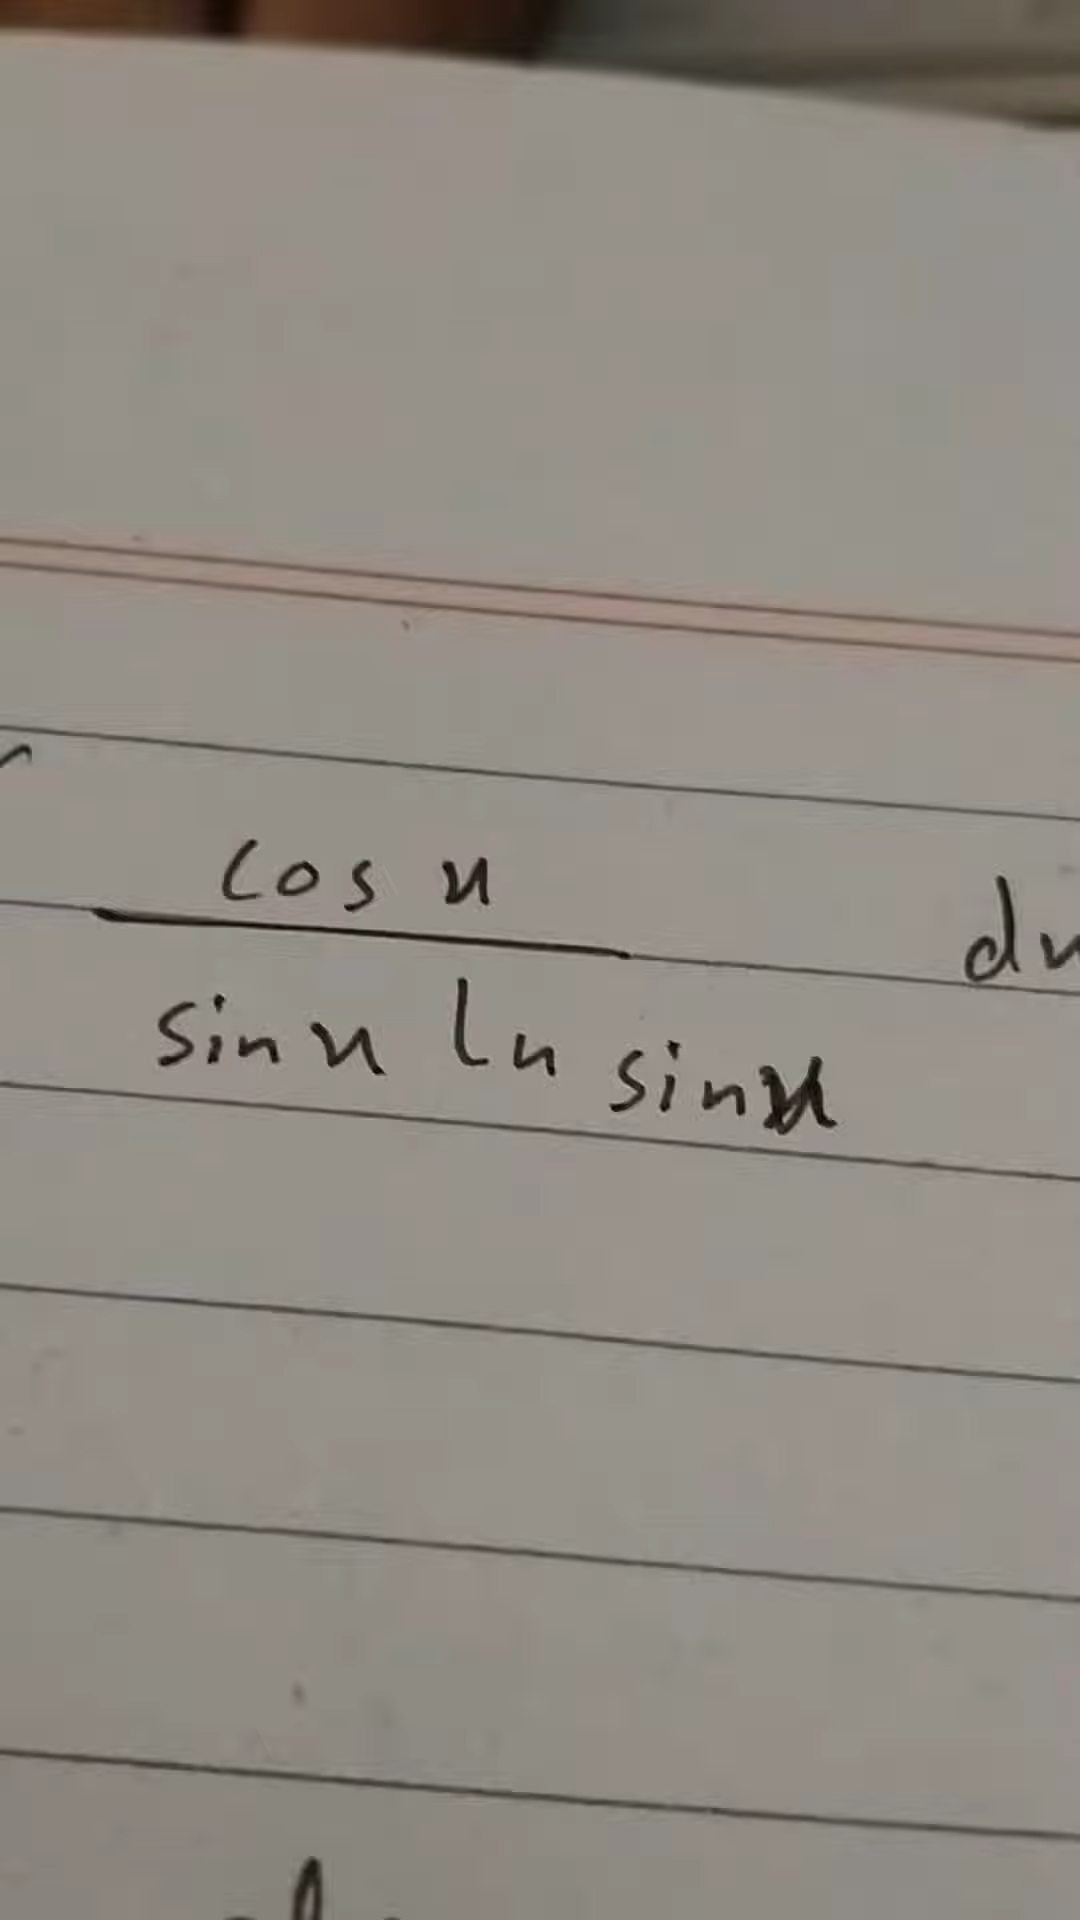 cos x
dx
sin x ln sin x